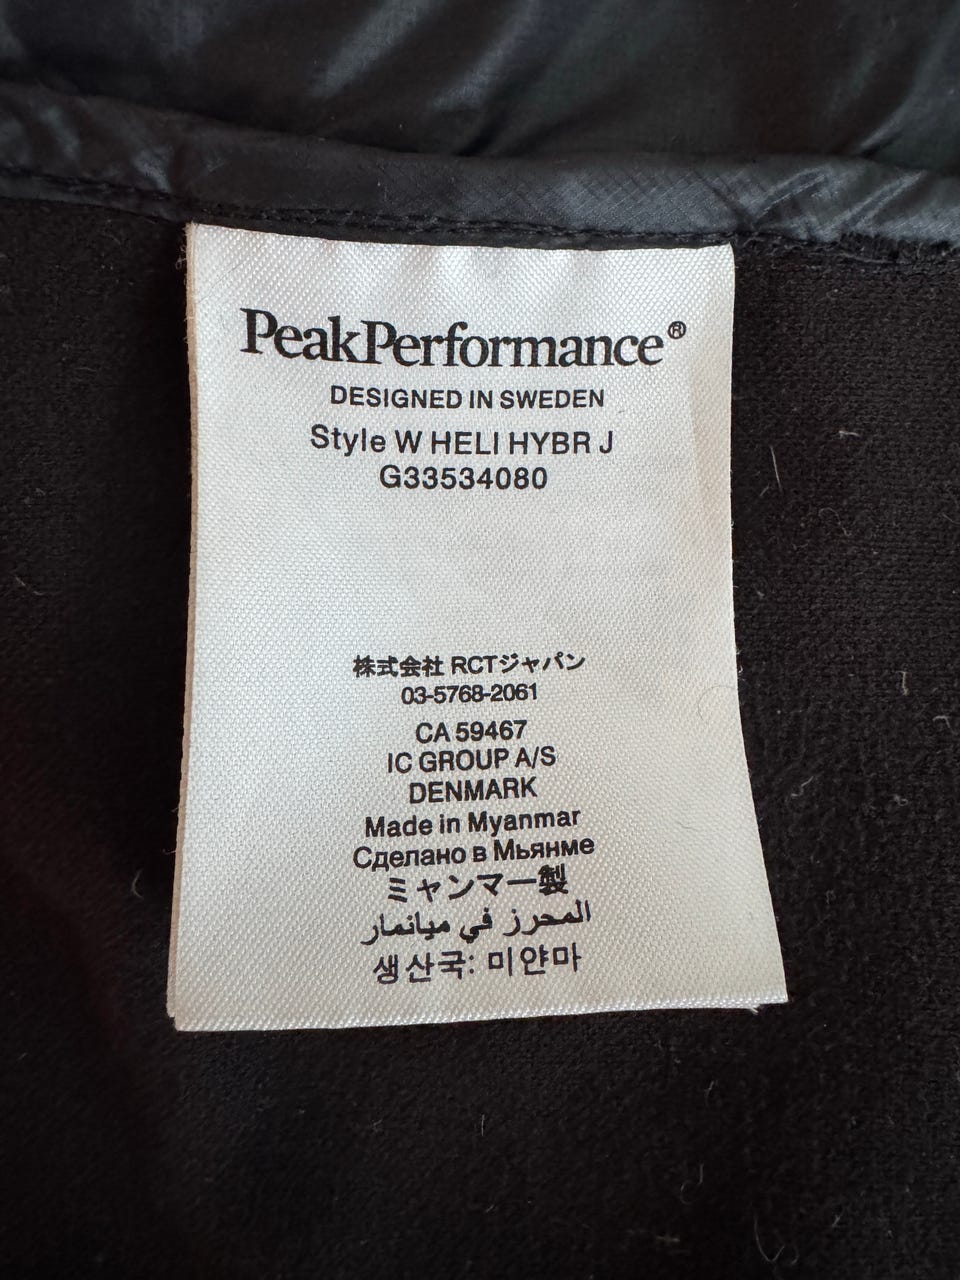 PeakPerformance®
DESIGNED IN SWEDEN
Style W HELI HYBR J
G33534080
株式会社 RCTジャパン
03-5768-2061
CA 59467
IC GROUP A/S
DENMARK
Made in Myanmar
Сделано в Мьянме
ミャンマー製
المحرز في ميانمار
생산국: 미얀마